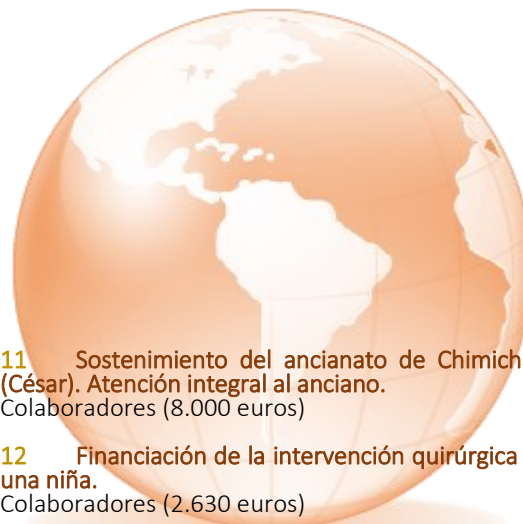 11 Sostenimiento del ancianato de Chimich
(César). Atención integral al anciano.
Colaboradores (8.000 euros)
12 Financiación de la intervención quirúrgica
una niña.
Colaboradores (2.630 euros)